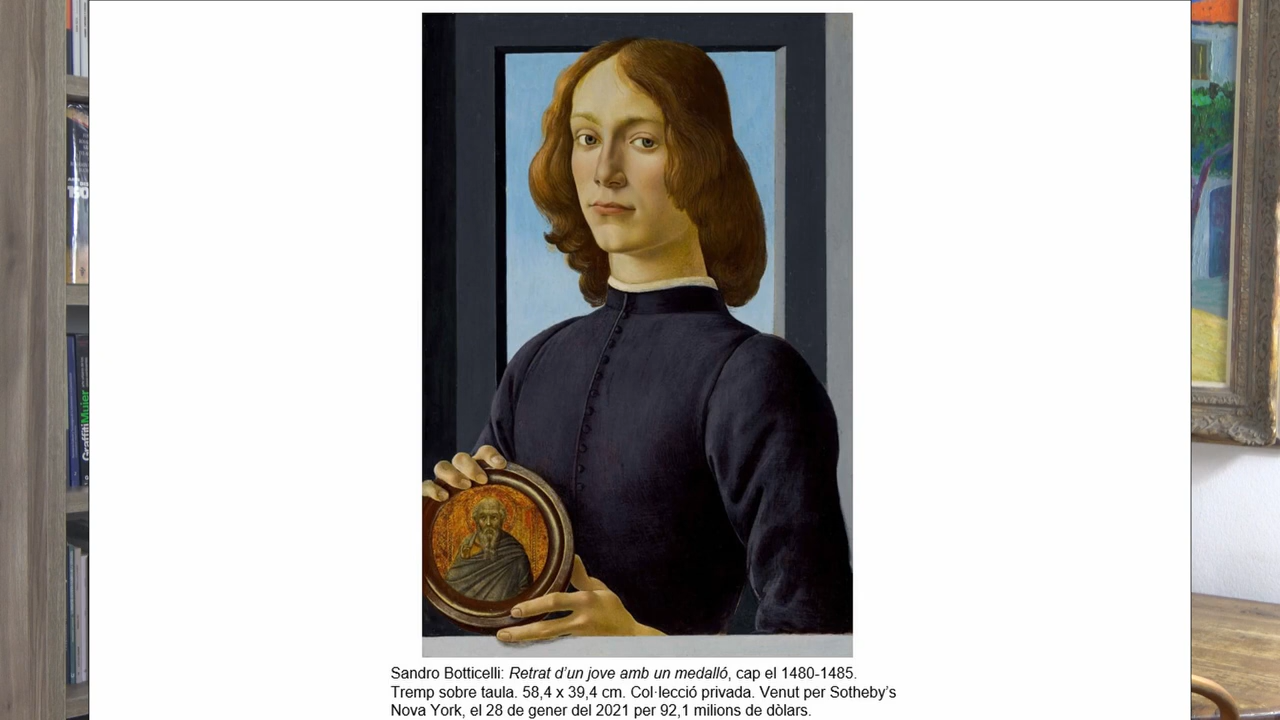 GraffitiMujer
Sandro Botticelli: Retrat d’un jove amb un medalló, cap el 1480-1485.
Tremp sobre taula. 58,4 x 39,4 cm. Col·lecció privada. Venut per Sotheby’s
Nova York, el 28 de gener del 2021 per 92,1 milions de dòlars.